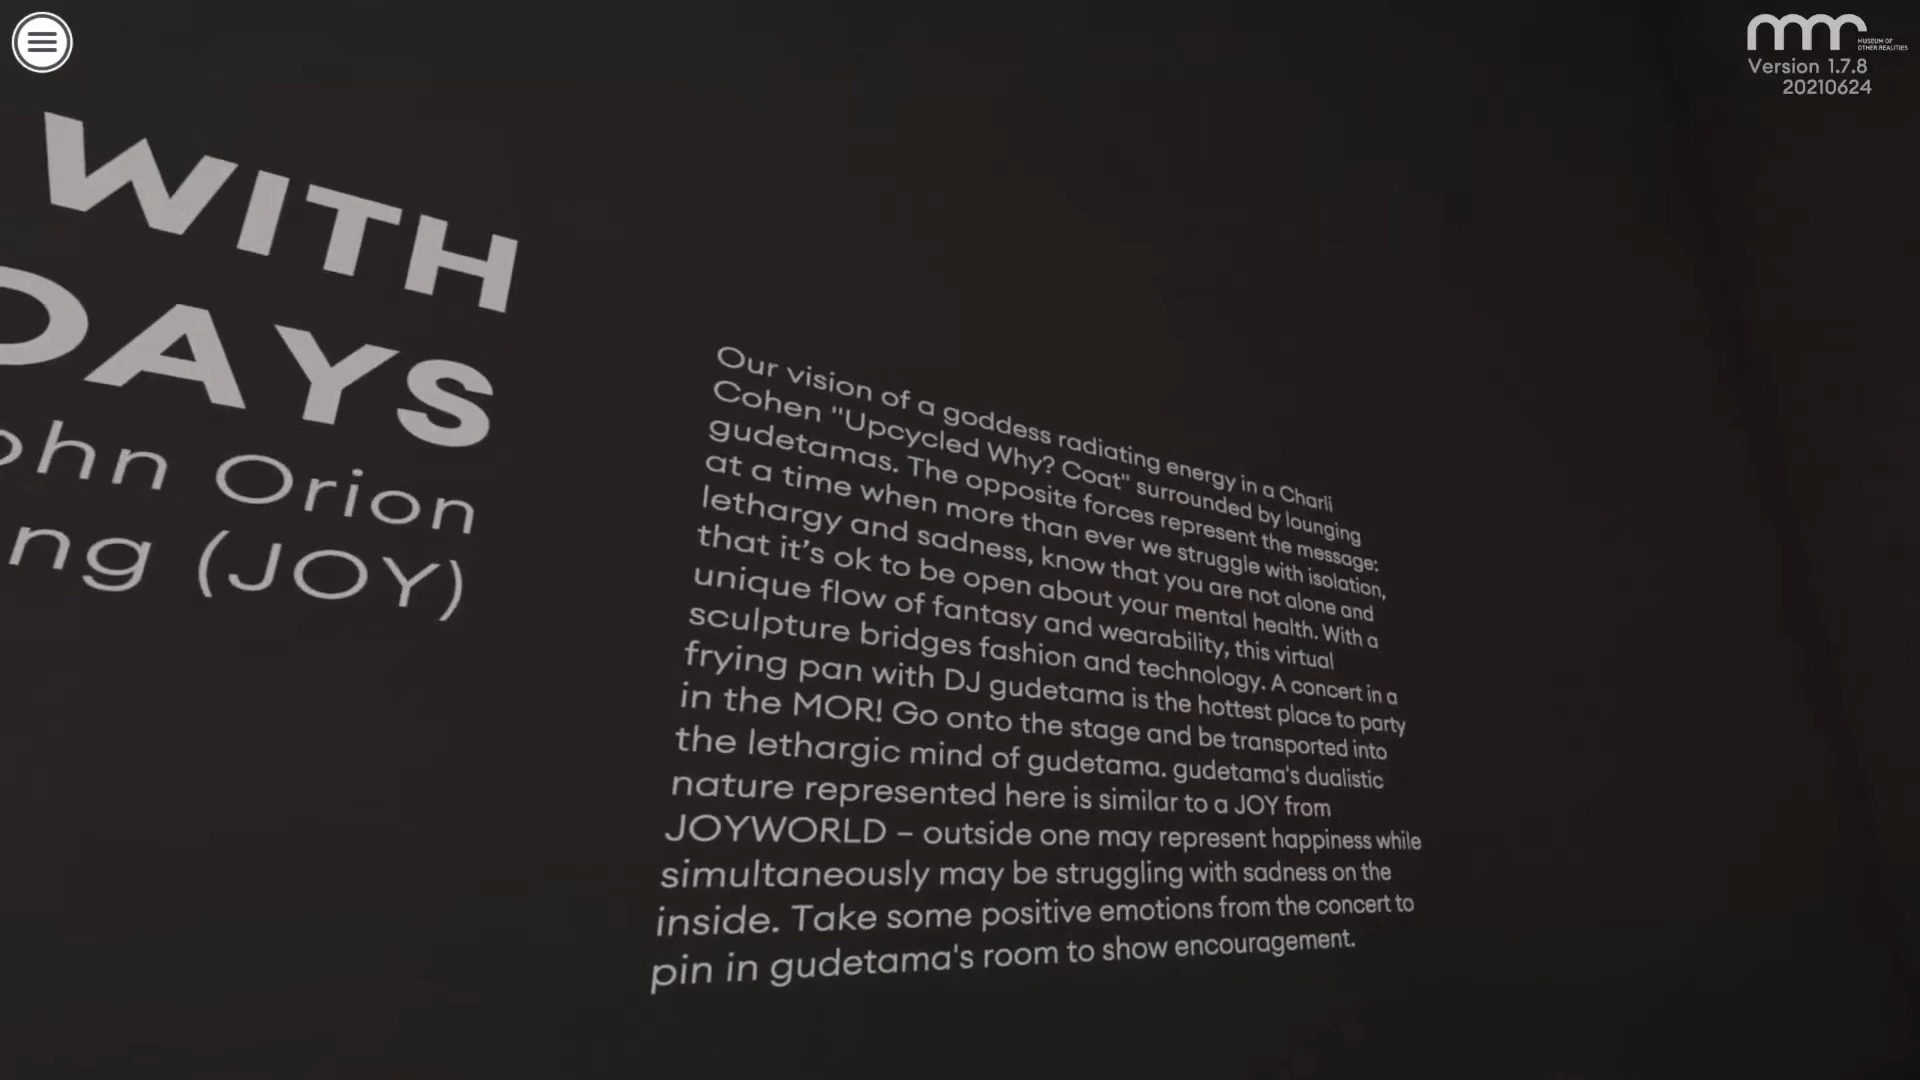 WITH
DAYS
ohn Orion
ng (JOY)
Our vision of a goddess radiating energy in a Charli
Cohen "Upcycled Why? Coat" surrounded by lounging
gudetamas. The opposite forces represent the message:
at a time when more than ever we struggle with isolation,
lethargy and sadness, know that you are not alone and
that it’s ok to be open about your mental health. With a
unique flow of fantasy and wearability, this virtual
sculpture bridges fashion and technology. A concert in a
frying pan with DJ gudetama is the hottest place to party
in the MOR! Go onto the stage and be transported into
the lethargic mind of gudetama. gudetama's dualistic
nature represented here is similar to a JOY from
JOYWORLD – outside one may represent happiness while
simultaneously may be struggling with sadness on the
inside. Take some positive emotions from the concert to
pin in gudetama's room to show encouragement.
MUSEUM OF
OTHER REALITIES
Version 1.7.8
20210624